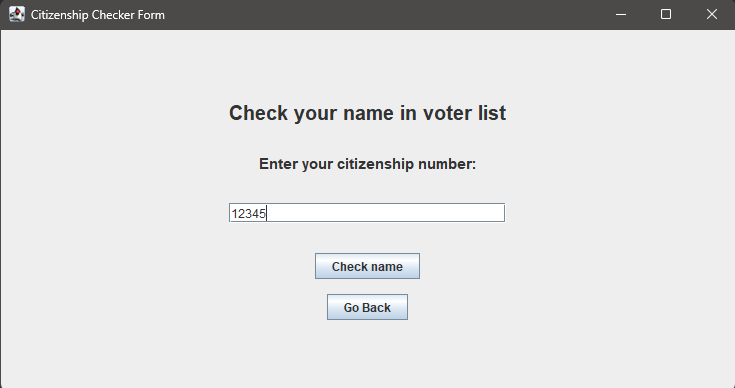 Citizenship Checker Form
Check your name in voter list
Enter your citizenship number:
12345
Check name
Go Back